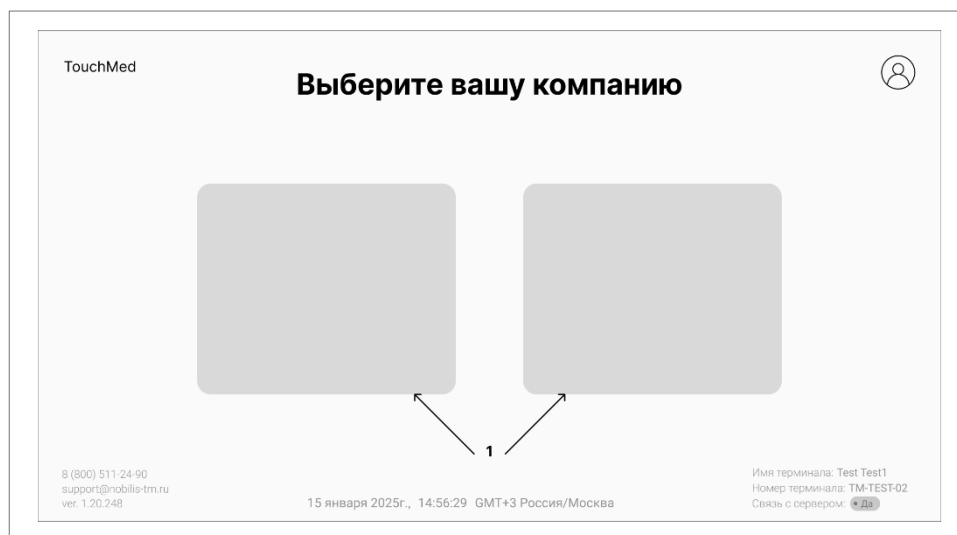 TouchMed
Выберите вашу компанию
1
8 (800) 511-24-90
support@nobilis-tm.ru
ver. 1.20.248
15 января 2025г., 14:56:29 GMT+3 Россия/Москва
Имя терминала: Test Test1
Номер терминала: TM-TEST-02
Связь с сервером: • Да